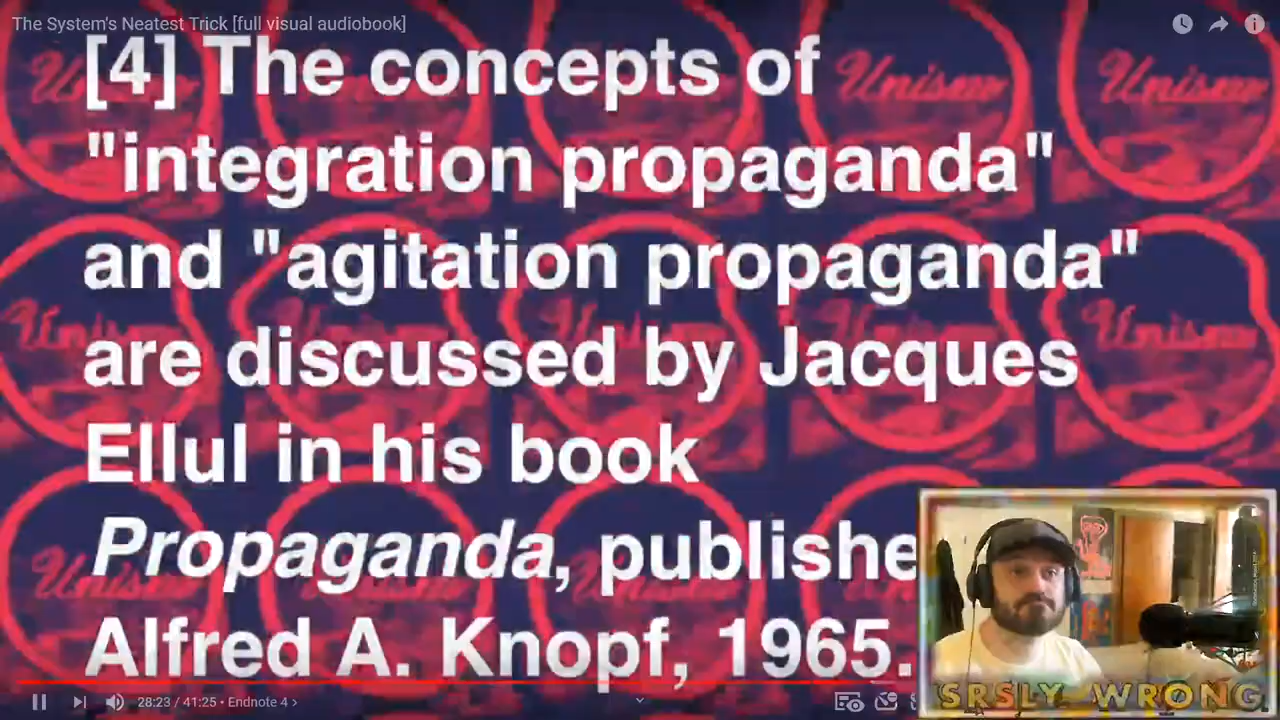 The System's Neatest Trick [full visual audiobook]
[4] The concepts of
"integration propaganda"
and "agitation propaganda"
are discussed by Jacques
Ellul in his book
Propaganda, publishe
Alfred A. Knopf, 1965.
28:23 / 41:25 • Endnote 4 >
SRSLY WRONG